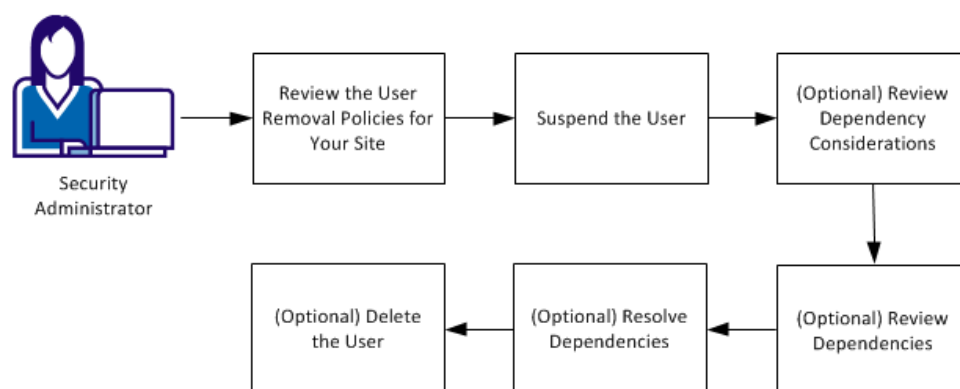 Security
Administrator
Review the User
Removal Policies for
Your Site
Suspend the User
(Optional) Review
Dependency
Considerations
(Optional) Review
Dependencies
(Optional) Resolve
Dependencies
(Optional) Delete
the User